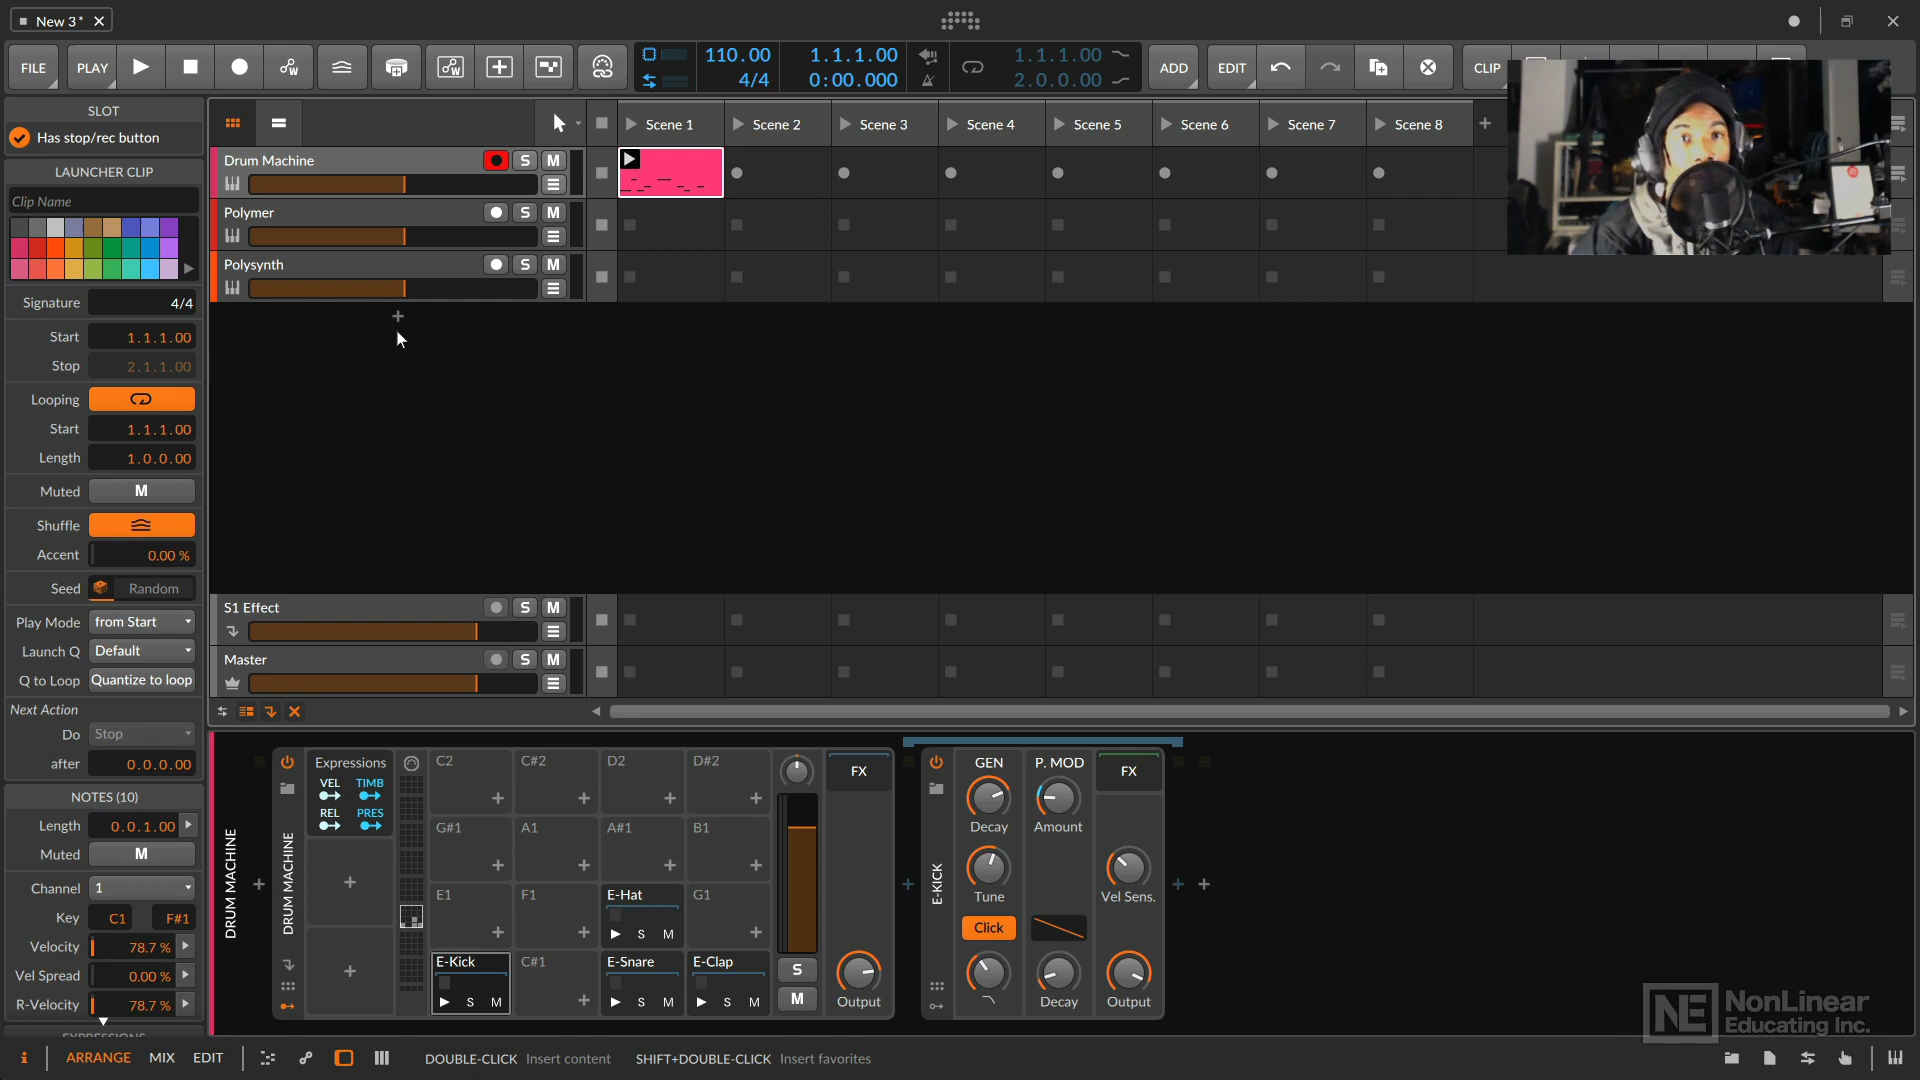 New 3*
FILE
PLAY
110.00
4/4
1.1.1.00
0:00.000
1.1.1.00
2.0.0.00
ADD
EDIT
CLIP
SLOT
Has stop/rec button
LAUNCHER CLIP
Clip Name
Signature 4/4
Start 1.1.1.00
Stop 2.1.1.00
Looping
Start 1.1.1.00
Length 1.0.0.00
Muted M
Shuffle
Accent 0.00 %
Seed Random
Play Mode from Start
Launch Q Default
Q to Loop Quantize to loop
Next Action
Do Stop
after 0.0.0.00
NOTES (10)
Length 0.0.1.00
Muted M
Channel 1
Key C1 F#1
Velocity 78.7 %
Vel Spread 0.00 %
R-Velocity 78.7 %
Scene 1 Scene 2 Scene 3 Scene 4 Scene 5 Scene 6 Scene 7 Scene 8
Drum Machine S M
Polymer S M
Polysynth S M
S1 Effect S M
Master S M
DRUM MACHINE
DRUM MACHINE
Expressions
VEL TIMB
REL PRES
C2 C#2 D2 D#2
G#1 A1 A#1 B1
E1 F1 E-Hat G1
S M
E-Kick C#1 E-Snare E-Clap
S M S M S M
S
M
FX
Output
E-KICK
GEN P. MOD FX
Decay Amount
Tune Vel Sens.
Click
Decay Output
NE NonLinear
Educating Inc.
i ARRANGE MIX EDIT
DOUBLE-CLICK Insert content SHIFT+DOUBLE-CLICK Insert favorites